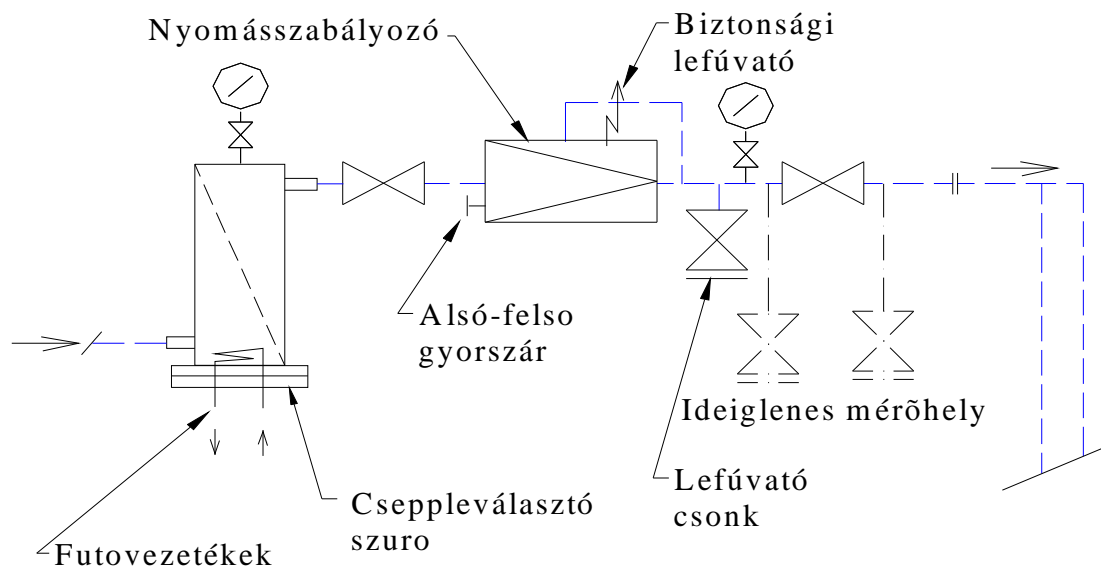 Nyomásszabályozó
Biztonsági
lefúvató
Alsó-felso
gyorszár
Ideiglenes mérõhely
Lefúvató
csonk
Cseppleválasztó
szuro
Futovezetékek